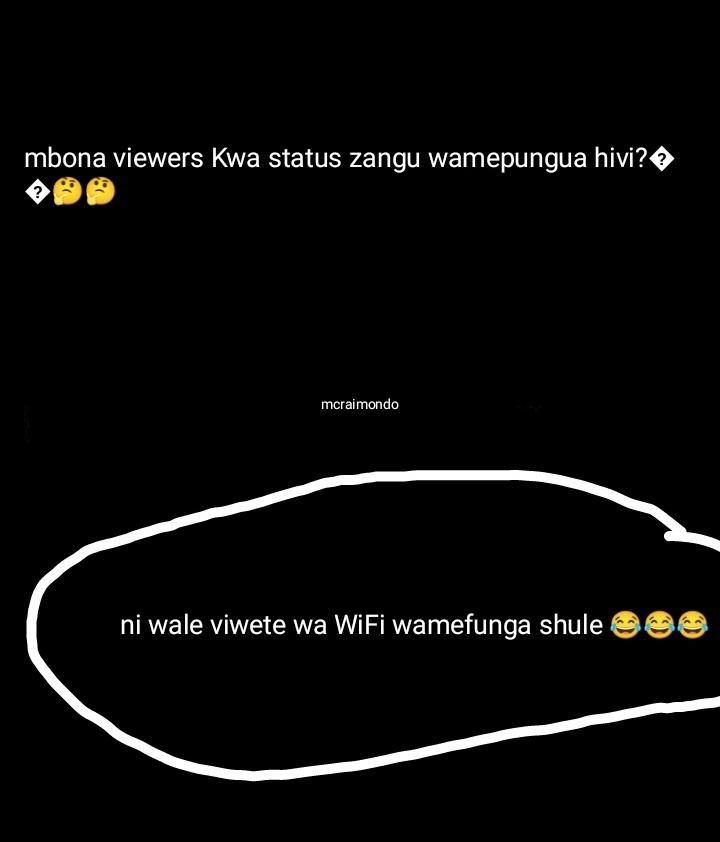 mbona viewers Kwa status zangu wamepungua hivi?�
�🤔🤔
mcraimondo
ni wale viwete wa WiFi wamefunga shule 😂😂😂